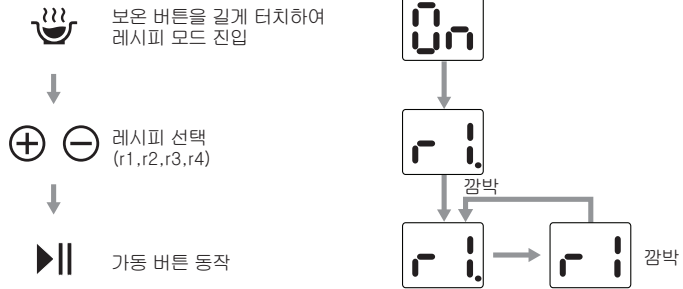 보온 버튼을 길게 터치하여
레시피 모드 진입
On
레시피 선택
(r1,r2,r3,r4)
r1.
깜박
가동 버튼 동작
r1.
r1
깜박